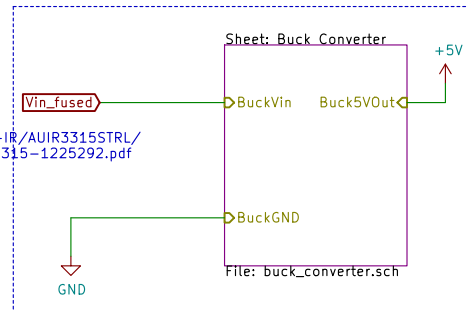 Sheet: Buck Converter
+5V
Vin_fused
BuckVin
Buck5VOut
-IR/AUIR3315STRL/
315-1225292.pdf
BuckGND
GND
File: buck_converter.sch